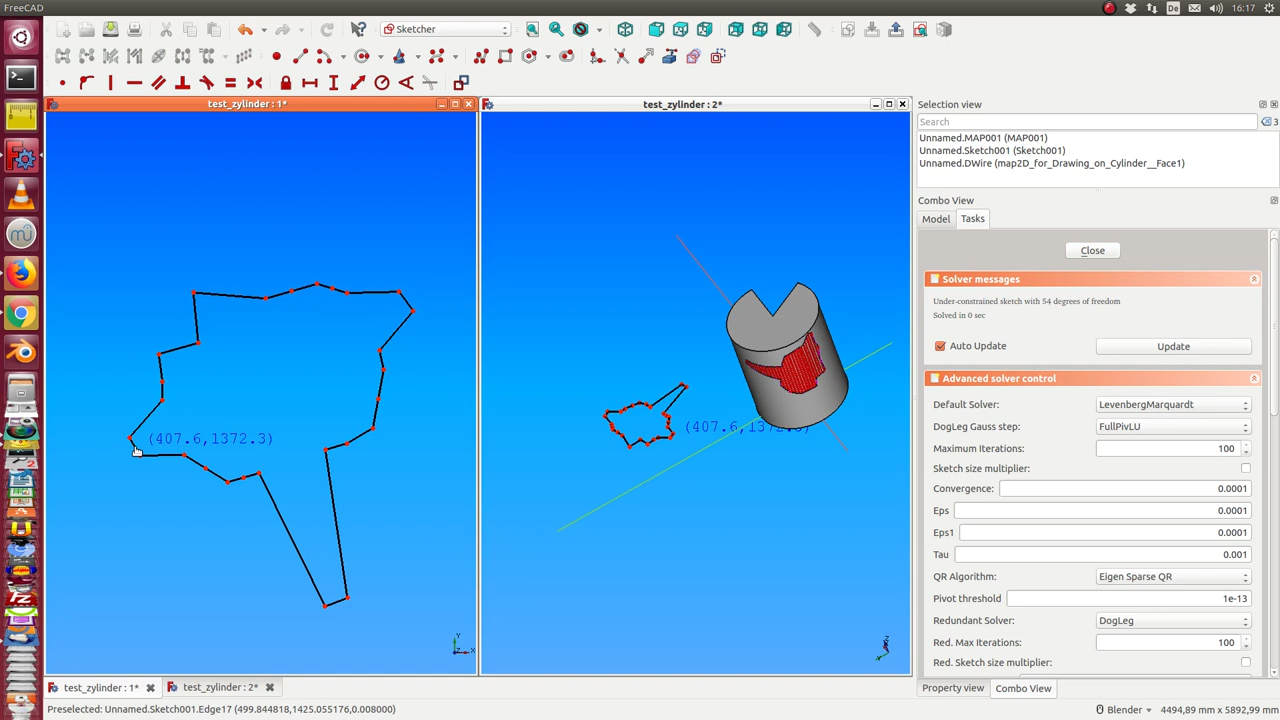 FreeCAD
De
16:17
Sketcher
test_zylinder : 1*
test_zylinder : 2*
(407.6,1372.3)
(407.6,1372.3)
Y
X
Z
test_zylinder : 1*
test_zylinder : 2*
Selection view
Search
3
Unnamed.MAP001 (MAP001)
Unnamed.Sketch001 (Sketch001)
Unnamed.DWire (map2D_for_Drawing_on_Cylinder__Face1)
Combo View
Model
Tasks
Close
Solver messages
Under-constrained sketch with 54 degrees of freedom
Solved in 0 sec
Auto Update
Update
Advanced solver control
Default Solver:
LevenbergMarquardt
DogLeg Gauss step:
FullPivLU
Maximum Iterations:
100
Sketch size multiplier:
Convergence:
0.0001
Eps
0.0001
Eps1
0.0001
Tau
0.001
QR Algorithm:
Eigen Sparse QR
Pivot threshold
1e-13
Redundant Solver:
DogLeg
Red. Max Iterations:
100
Red. Sketch size multiplier:
Property view
Combo View
Preselected: Unnamed.Sketch001.Edge17 (499.844818,1425.055176,0.008000)
Blender
4494,89 mm x 5892,99 mm